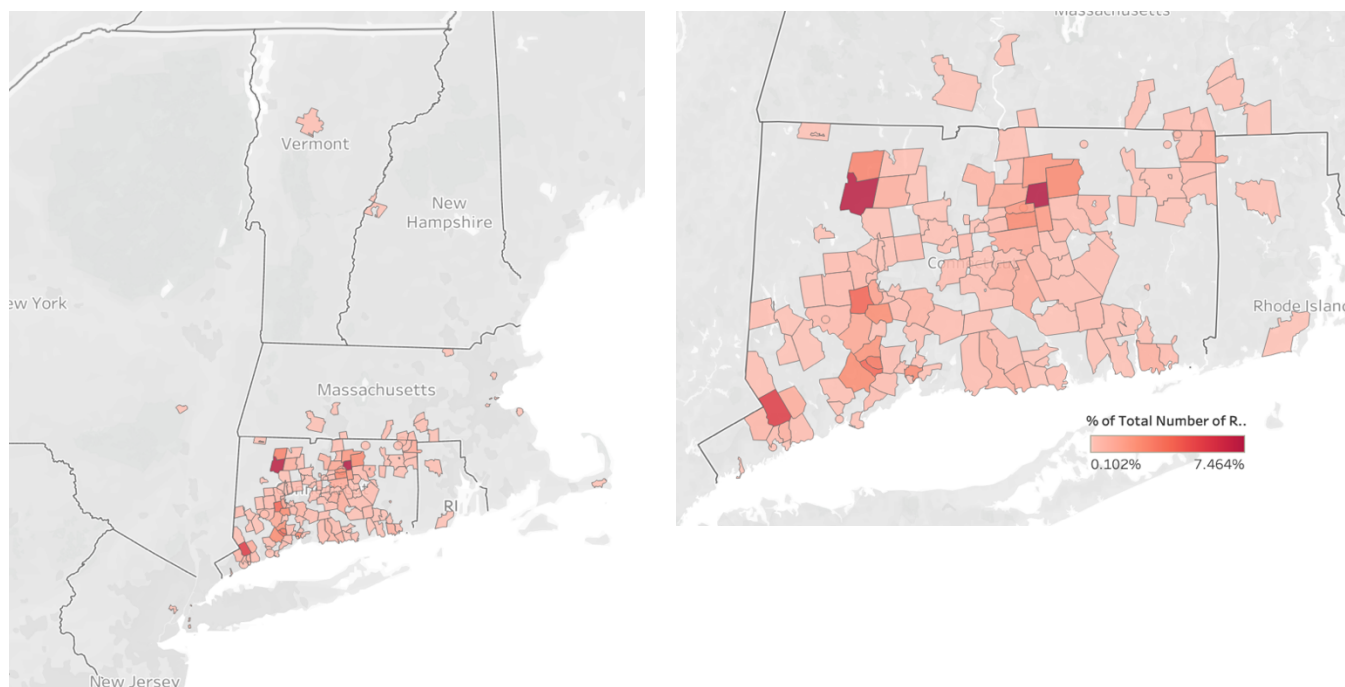 Vermont
New
Hampshire
ew York
Massachusetts
RI
New Jersey
Massachusetts
Rhode Island
% of Total Number of R..
0.102%
7.464%